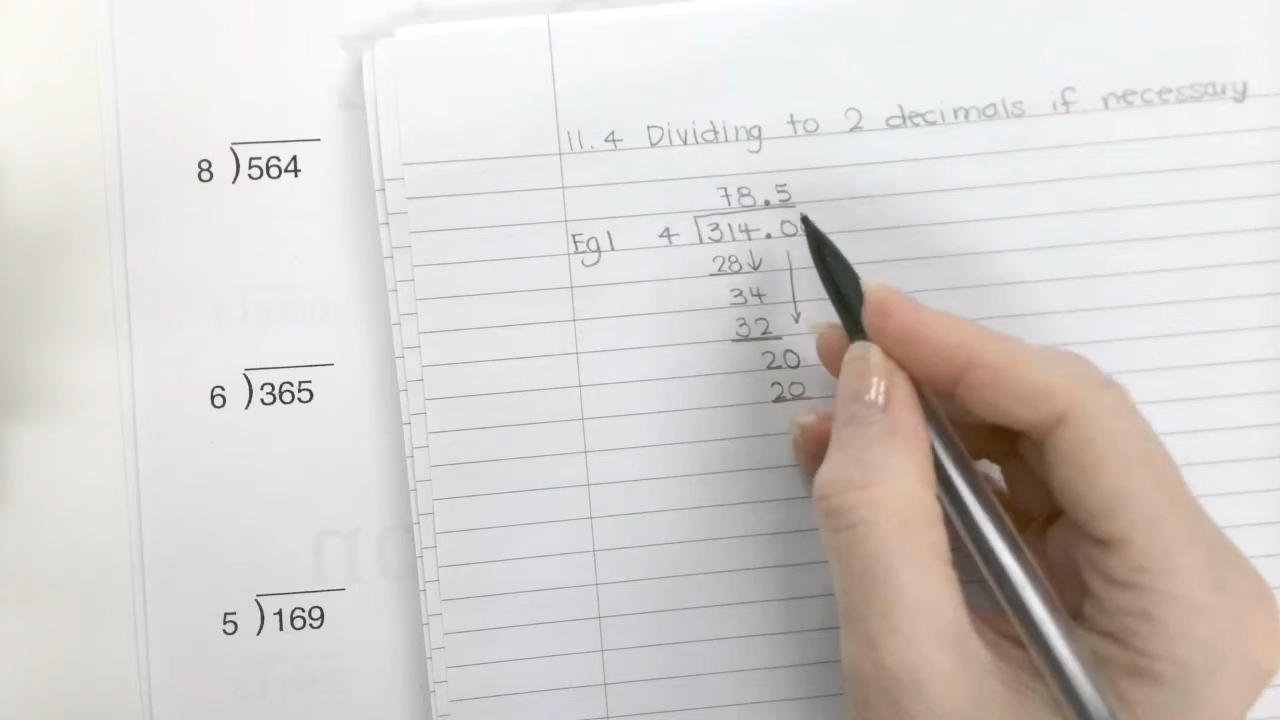 11.4 Dividing to 2 decimals if necessary
78.5
Eg1 4 314.0
28↓
34
32
20
20
8 ) 564
6 ) 365
5 ) 169